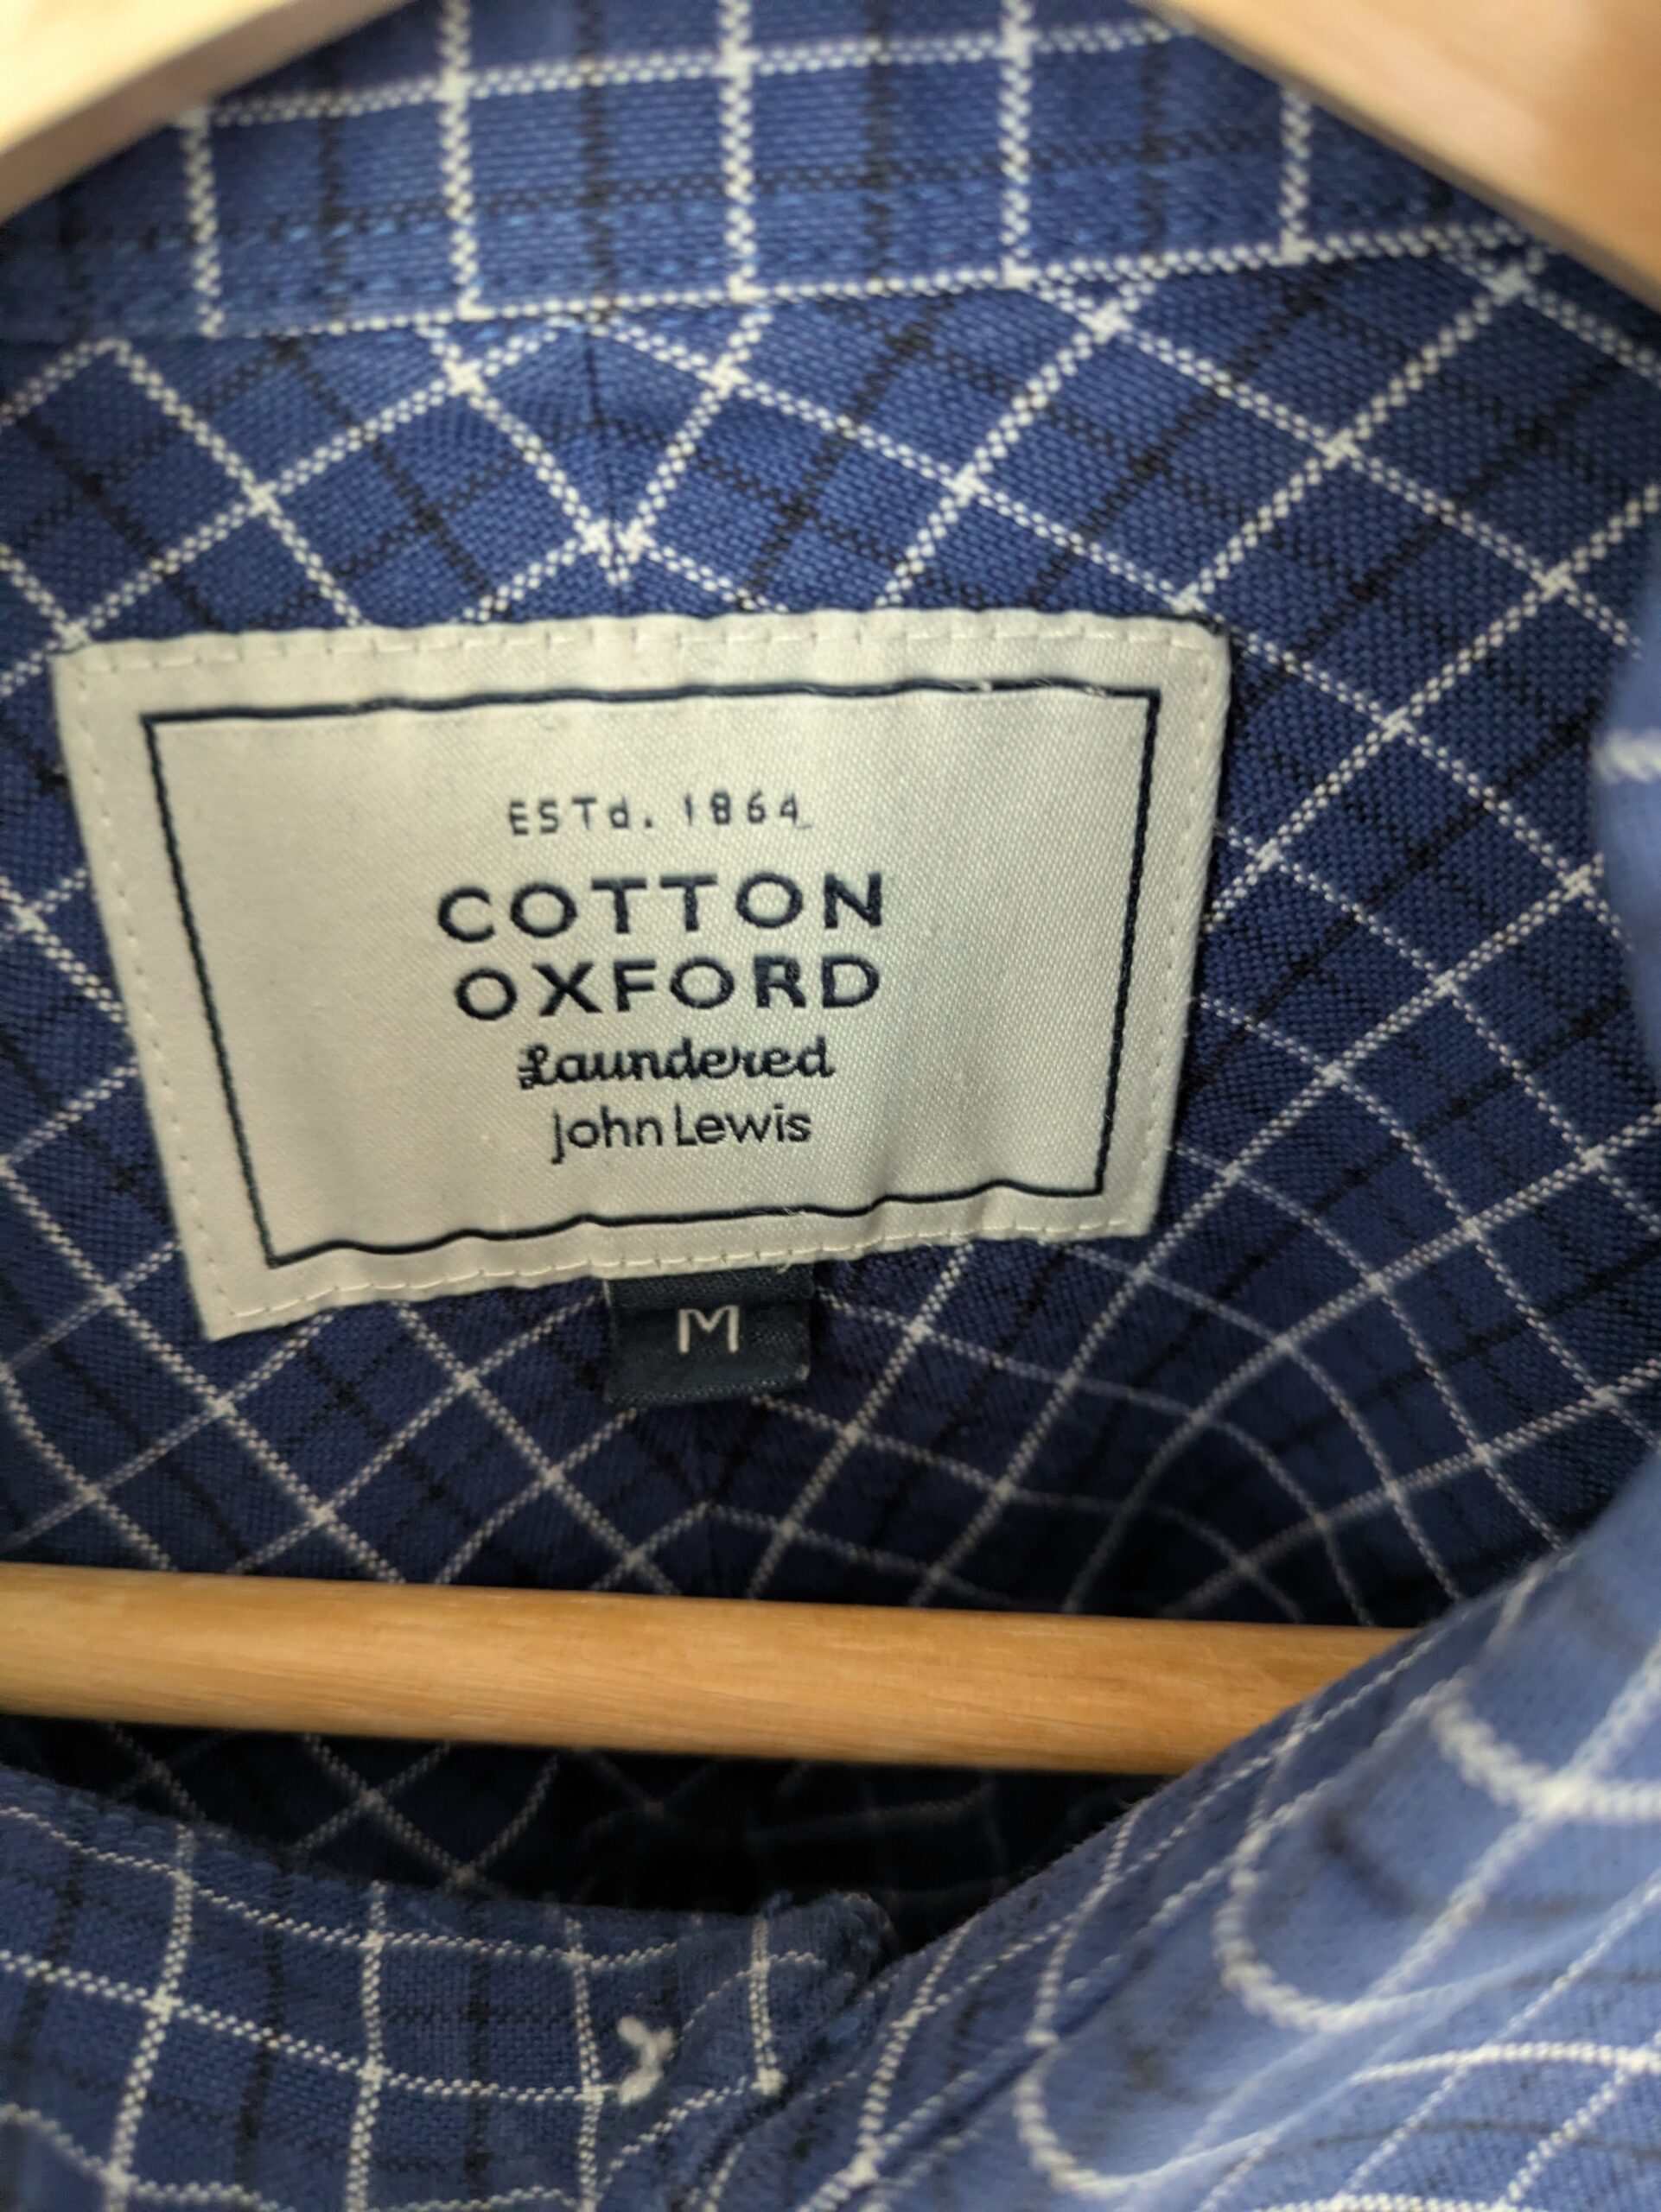 ESTd. 1864
COTTON
OXFORD
Laundered
John Lewis
M